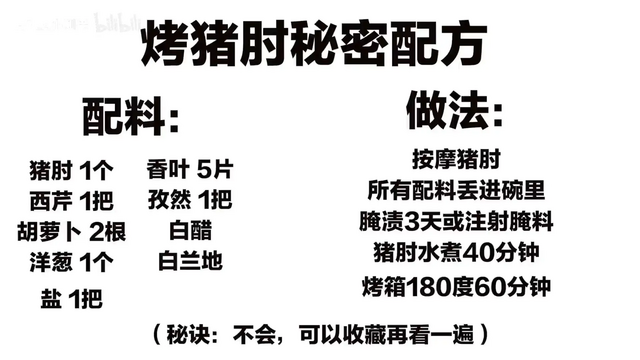 烤猪肘秘密配方
配料：
猪肘 1个
西芹 1把
胡萝卜 2根
洋葱 1个
盐 1把
香叶 5片
孜然 1把
白醋
白兰地
做法：
按摩猪肘
所有配料丢进碗里
腌渍3天或注射腌料
猪肘水煮40分钟
烤箱180度60分钟
（秘诀：不会，可以收藏再看一遍）